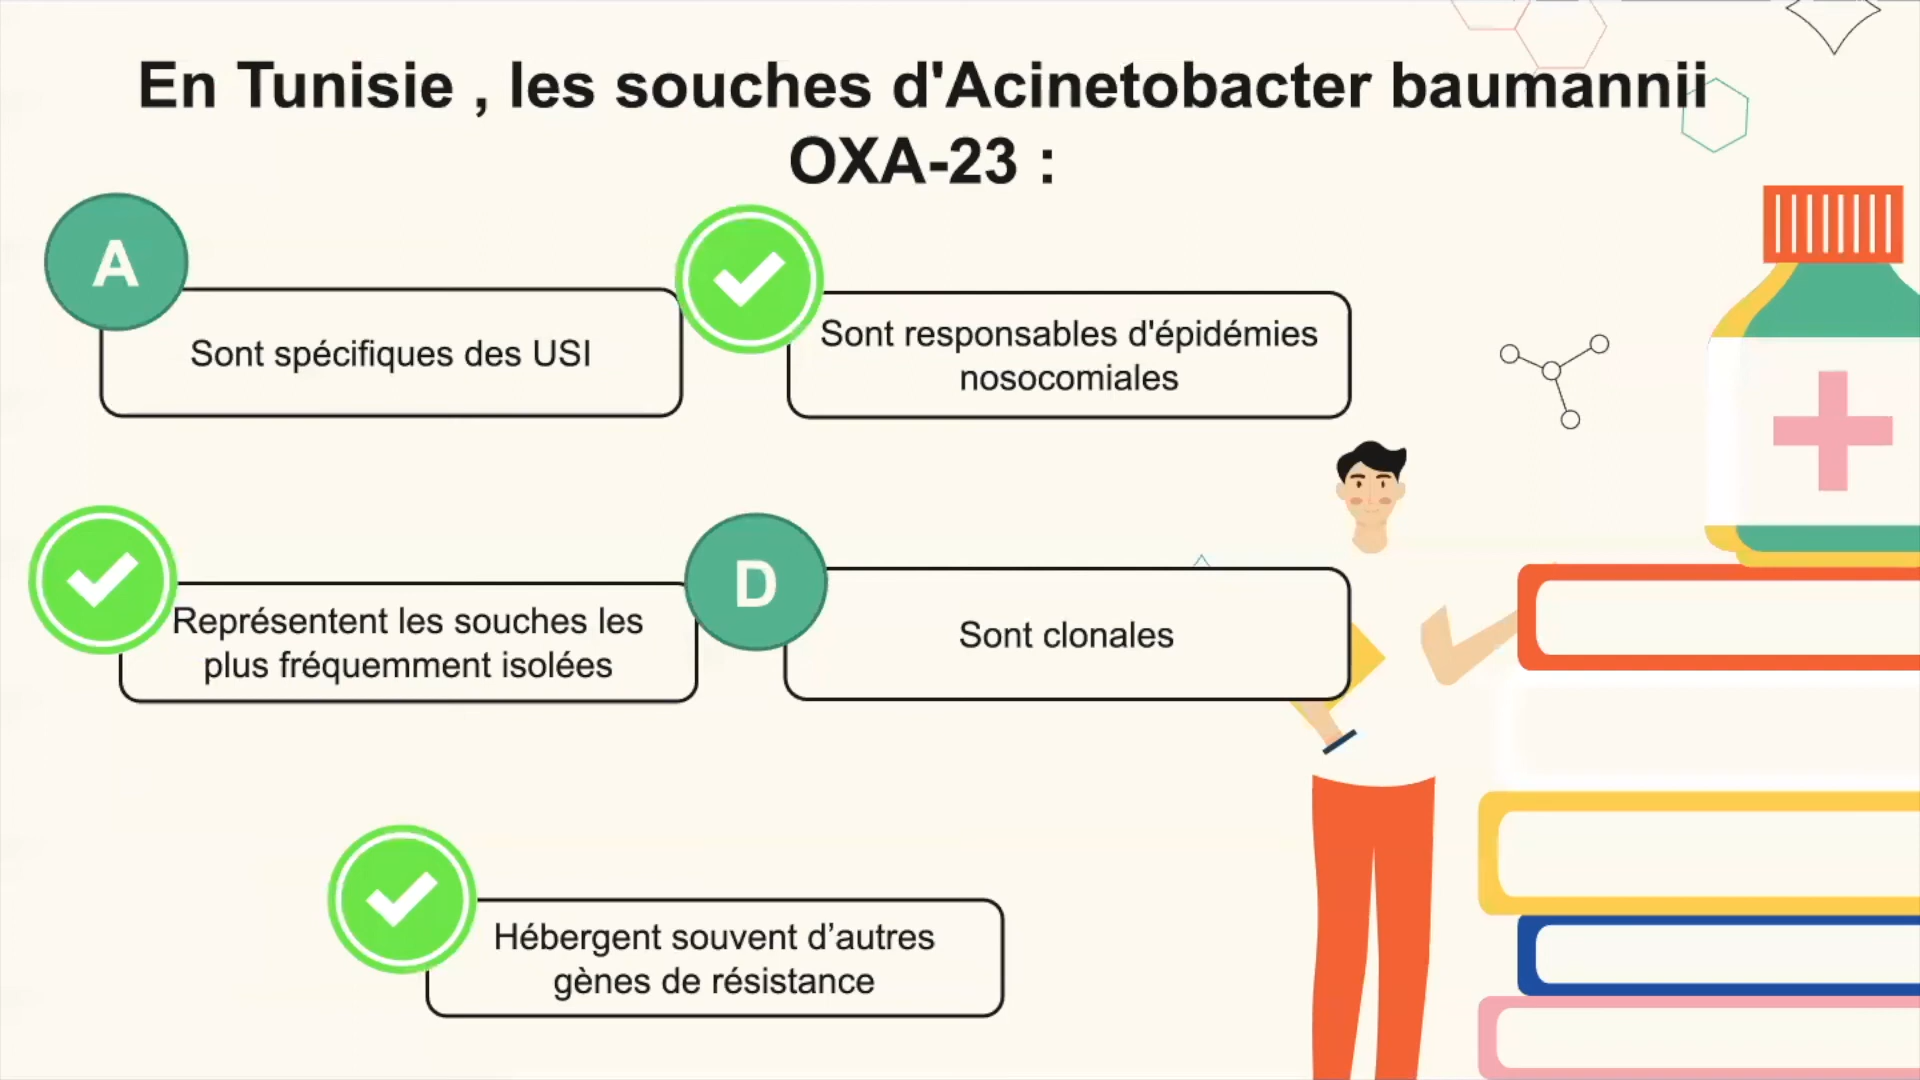 En Tunisie , les souches d'Acinetobacter baumannii
OXA-23 :
A
Sont spécifiques des USI
Sont responsables d'épidémies
nosocomiales
Représentent les souches les
plus fréquemment isolées
D
Sont clonales
Hébergent souvent d’autres
gènes de résistance